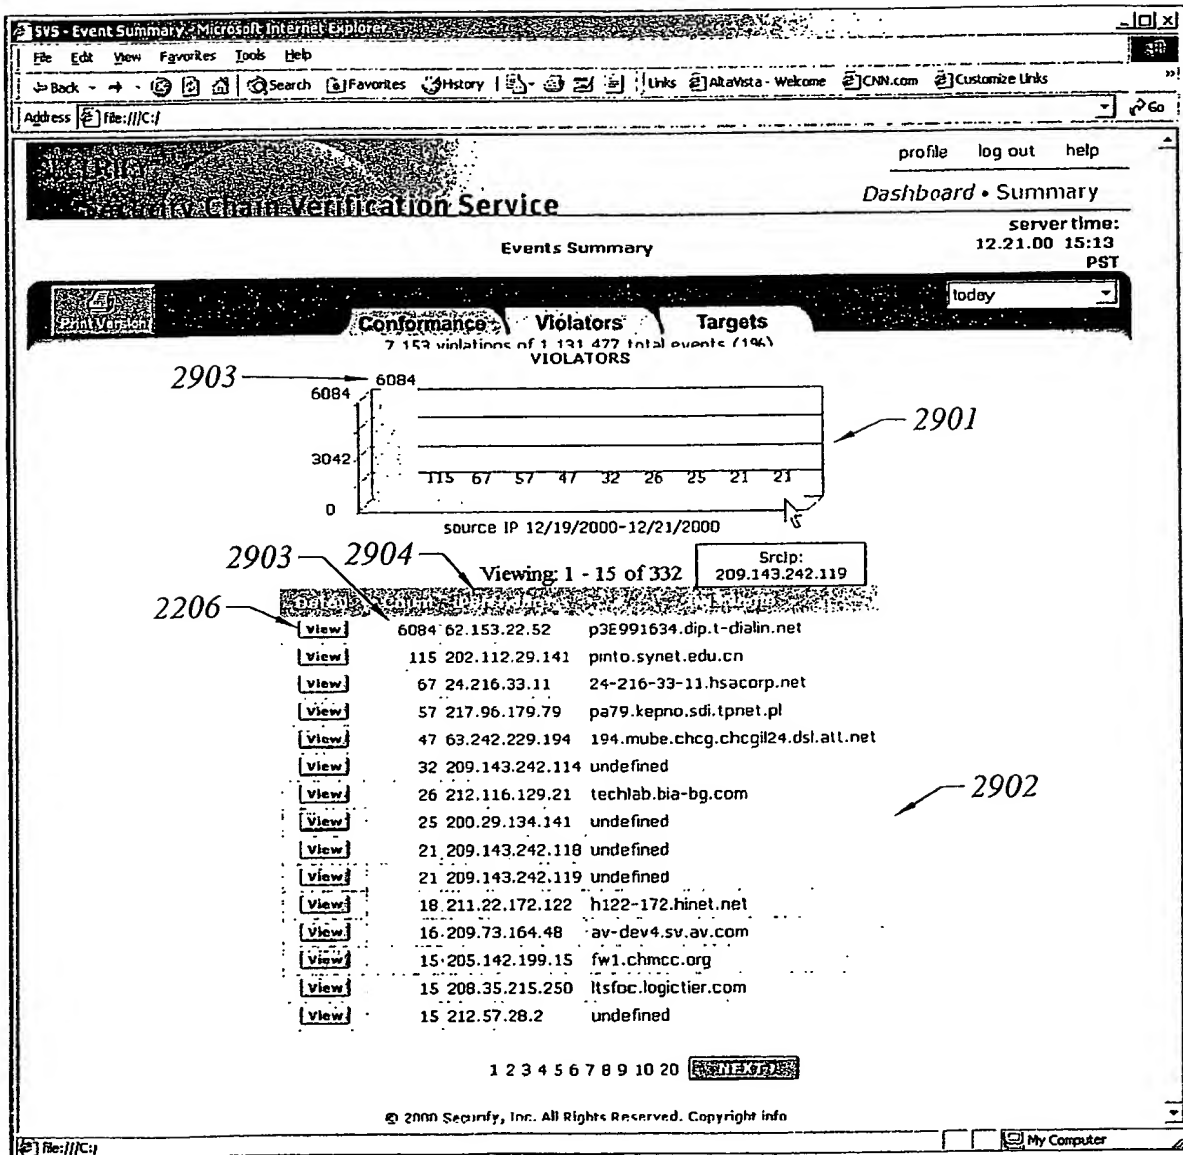 SVS - Event Summary - Microsoft Internet Explorer
File Edit View Favorites Tools Help
Back Search Favorites History Links AltaVista - Welcome CNN.com Customize Links
Address file:///C:/ Go
profile log out help
Security Chain Verification Service
Dashboard • Summary
Events Summary
server time:
12.21.00 15:13
PST
Print Version
today
Conformance Violators Targets
7,153 violations of 1,131,477 total events (1%)
VIOLATORS
2903
6084
6084
2901
3042
115 67 57 47 32 26 25 21 21
0
source IP 12/19/2000-12/21/2000
2903 2904
Viewing: 1 - 15 of 332
SrcIp:
209.143.242.119
2206
View 6084 62.153.22.52 p3E991634.dip.t-dialin.net
View 115 202.112.29.141 pinto.synet.edu.cn
View 67 24.216.33.11 24-216-33-11.hsacorp.net
View 57 217.96.179.79 pa79.kepno.sdi.tpnet.pl
View 47 63.242.229.194 194.mube.chcg.chcgil24.dsl.att.net
View 32 209.143.242.114 undefined
View 26 212.116.129.21 techlab.bia-bg.com
2902
View 25 200.29.134.141 undefined
View 21 209.143.242.118 undefined
View 21 209.143.242.119 undefined
View 18 211.22.172.122 h122-172.hinet.net
View 16 209.73.164.48 av-dev4.sv.av.com
View 15 205.142.199.15 fw1.chmcc.org
View 15 208.35.215.250 ltsfoc.logictier.com
View 15 212.57.28.2 undefined
1 2 3 4 5 6 7 8 9 10 20 NEXT
© 2000 Securify, Inc. All Rights Reserved. Copyright info
file:///C:/ My Computer